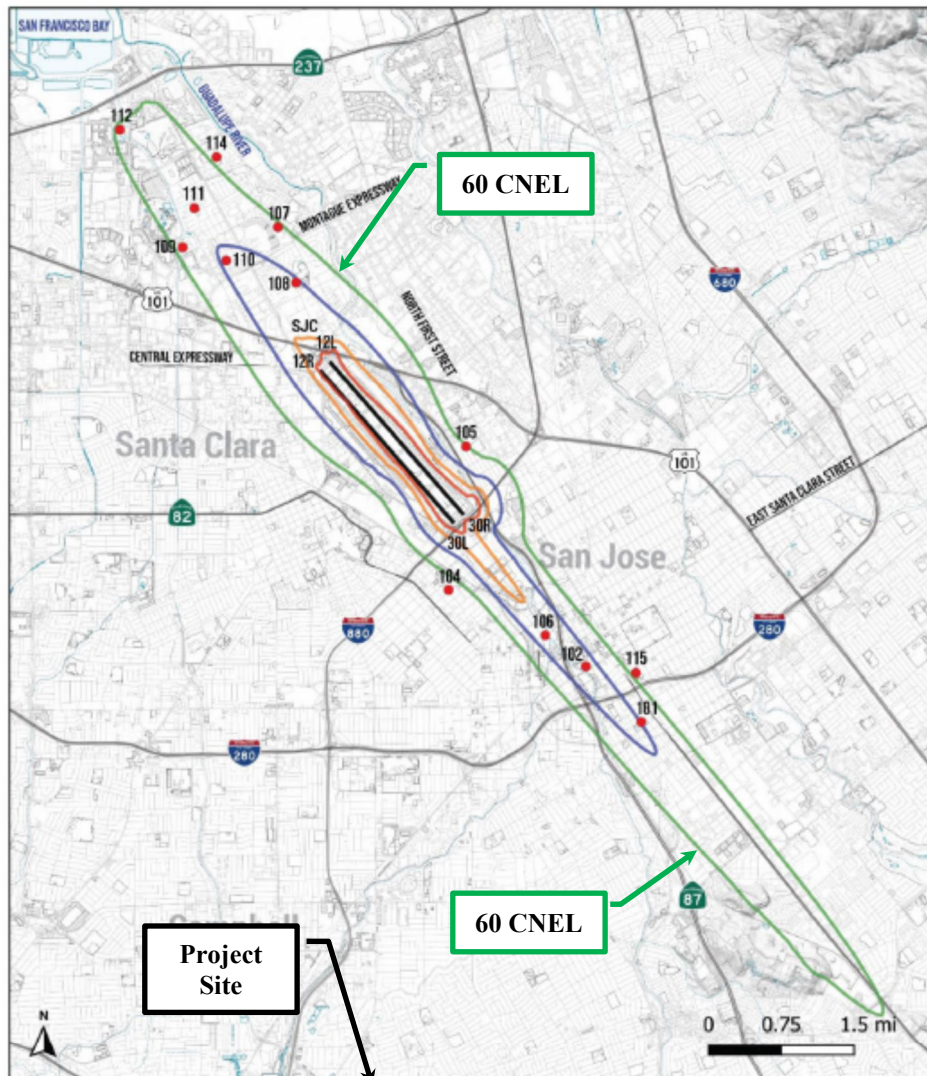 SAN FRANCISCO BAY
237
GUADALUPE RIVER
112
114
60 CNEL
111
107
MONTAGUE EXPRESSWAY
109
110
108
680
101
NORTH FIRST STREET
SJC
12L
12R
CENTRAL EXPRESSWAY
Santa Clara
105
101
EAST SANTA CLARA STREET
82
30R
30L
San Jose
104
880
106
280
102
115
101
280
87
60 CNEL
Project
Site
N
0 0.75 1.5 mi